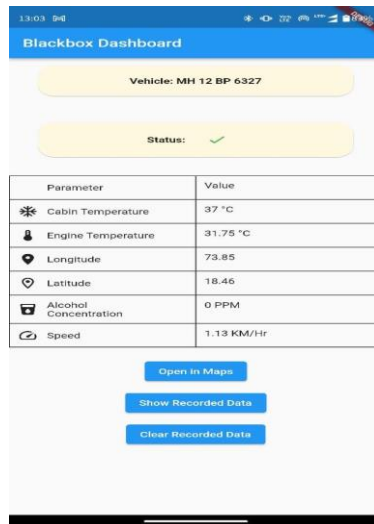 13:03
Blackbox Dashboard
Vehicle: MH 12 BP 6327
Status:
Parameter Value
Cabin Temperature 37 °C
Engine Temperature 31.75 °C
Longitude 73.85
Latitude 18.46
Alcohol
Concentration 0 PPM
Speed 1.13 KM/Hr
Open in Maps
Show Recorded Data
Clear Recorded Data